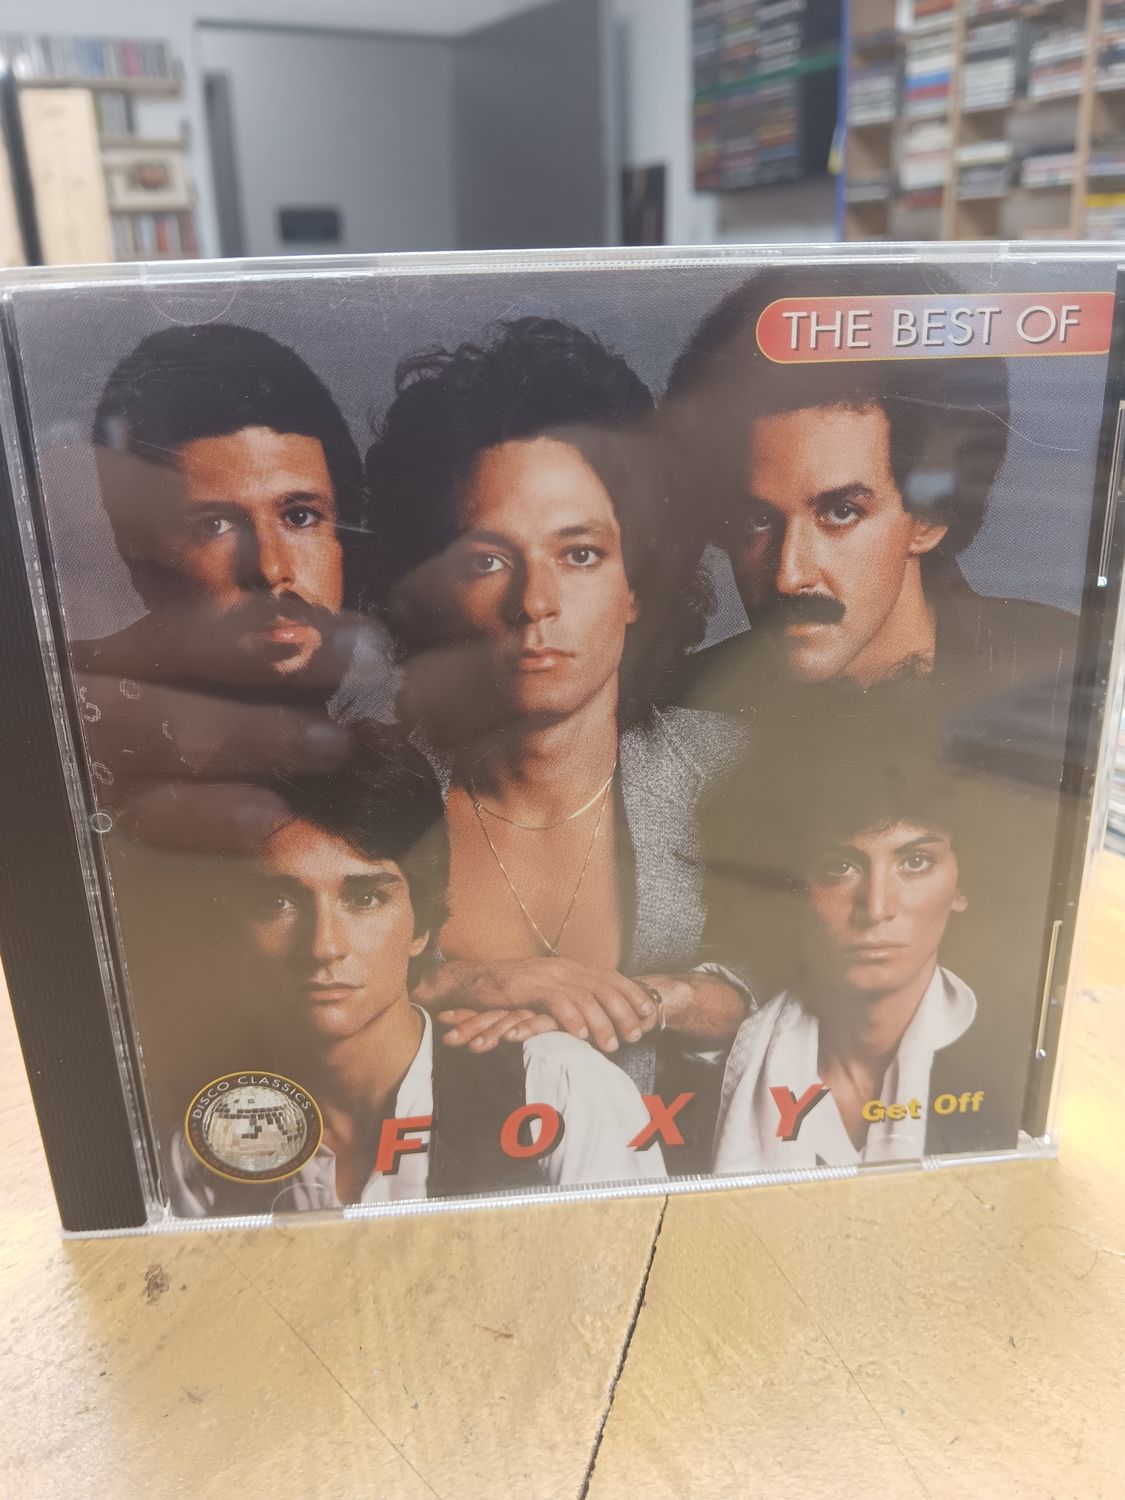 THE BEST OF
DISCO CLASSICS
FOXY
Get Off